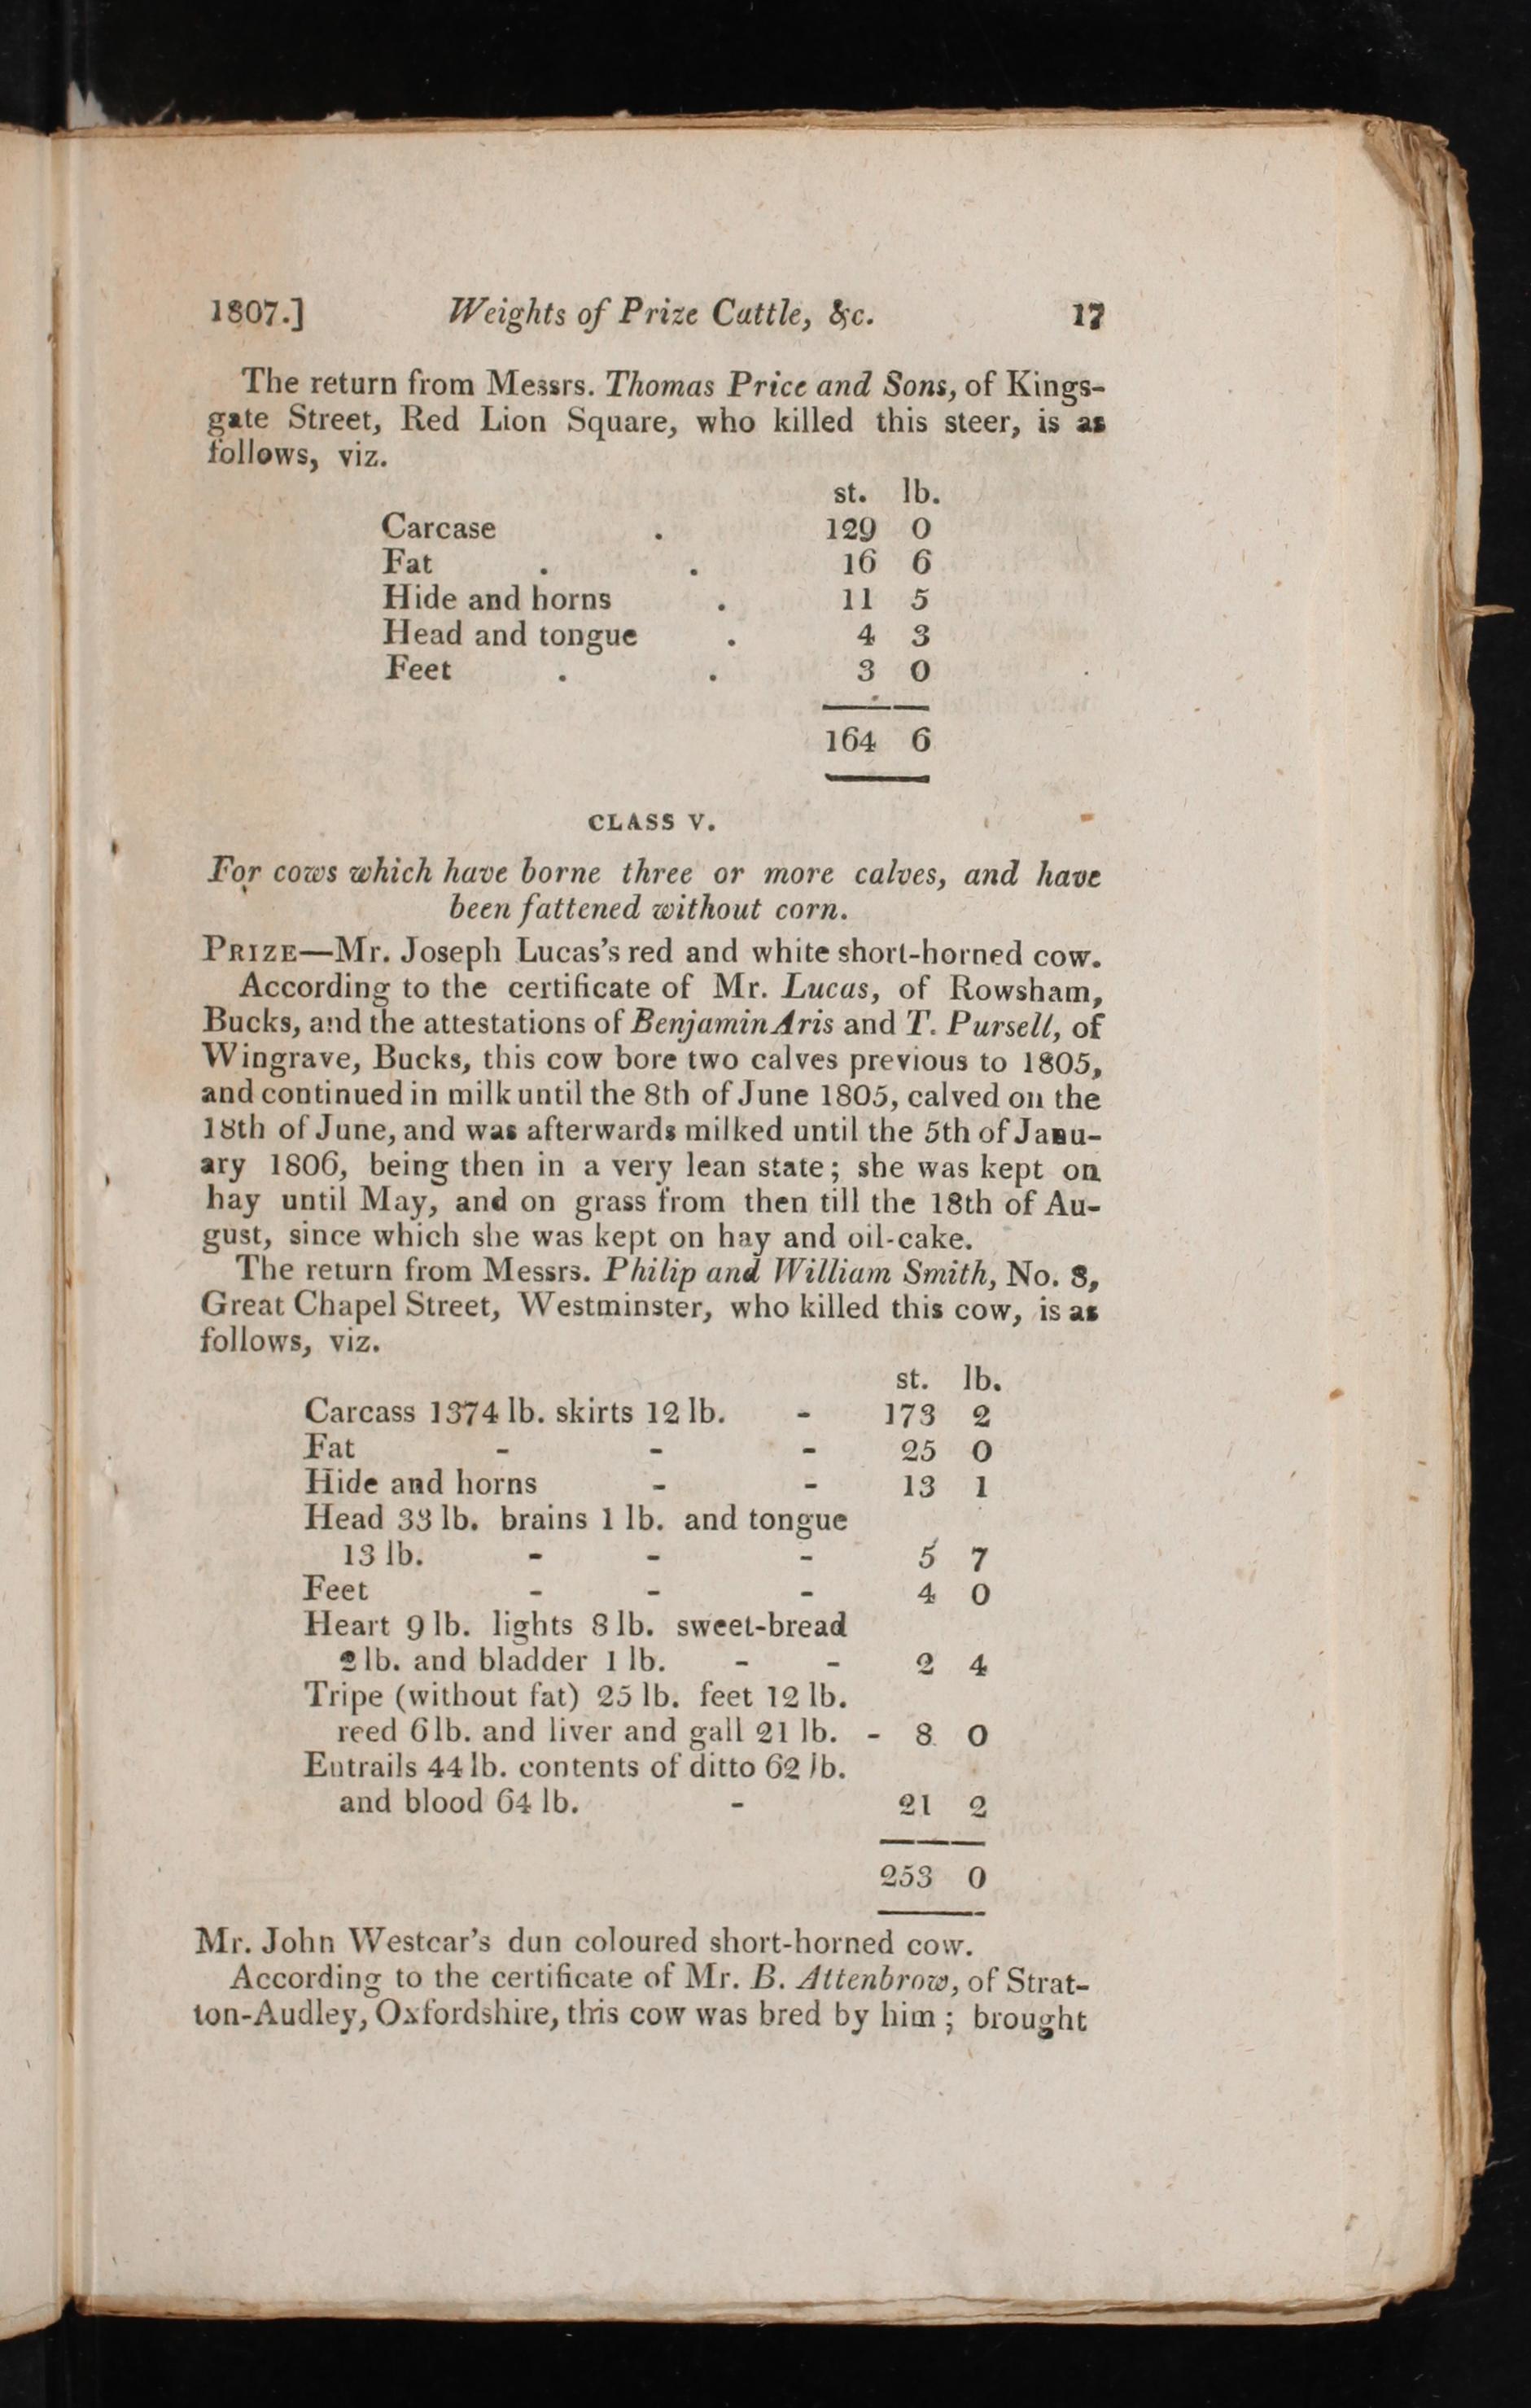 1807.] Weights of Prize Cattle, &c. 17
The return from Messrs. Thomas Price and Sons, of Kings-
gate Street, Red Lion Square, who killed this steer, is as
follows, viz.
st. lb.
Carcase . 129 0
Fat . . 16 6
Hide and horns . 11 5
Head and tongue . 4 3
Feet . . 3 0
164 6
CLASS V.
For cows which have borne three or more calves, and have
been fattened without corn.
PRIZE—Mr. Joseph Lucas's red and white short-horned cow.
According to the certificate of Mr. Lucas, of Rowsham,
Bucks, and the attestations of Benjamin Aris and T. Pursell, of
Wingrave, Bucks, this cow bore two calves previous to 1805,
and continued in milk until the 8th of June 1805, calved on the
18th of June, and was afterwards milked until the 5th of Janu-
ary 1806, being then in a very lean state; she was kept on
hay until May, and on grass from then till the 18th of Au-
gust, since which she was kept on hay and oil-cake.
The return from Messrs. Philip and William Smith, No. 8,
Great Chapel Street, Westminster, who killed this cow, is as
follows, viz.
st. lb.
Carcass 1374 lb. skirts 12 lb. - 173 2
Fat - - - 25 0
Hide and horns - - 13 1
Head 33 lb. brains 1 lb. and tongue
13 lb. - - - 5 7
Feet - - - 4 0
Heart 9 lb. lights 8 lb. sweet-bread
2 lb. and bladder 1 lb. - - 2 4
Tripe (without fat) 25 lb. feet 12 lb.
reed 6 lb. and liver and gall 21 lb. - 8 0
Entrails 44 lb. contents of ditto 62 lb.
and blood 64 lb. - 21 2
253 0
Mr. John Westcar's dun coloured short-horned cow.
According to the certificate of Mr. B. Attenbrow, of Strat-
ton-Audley, Oxfordshire, this cow was bred by him; brought